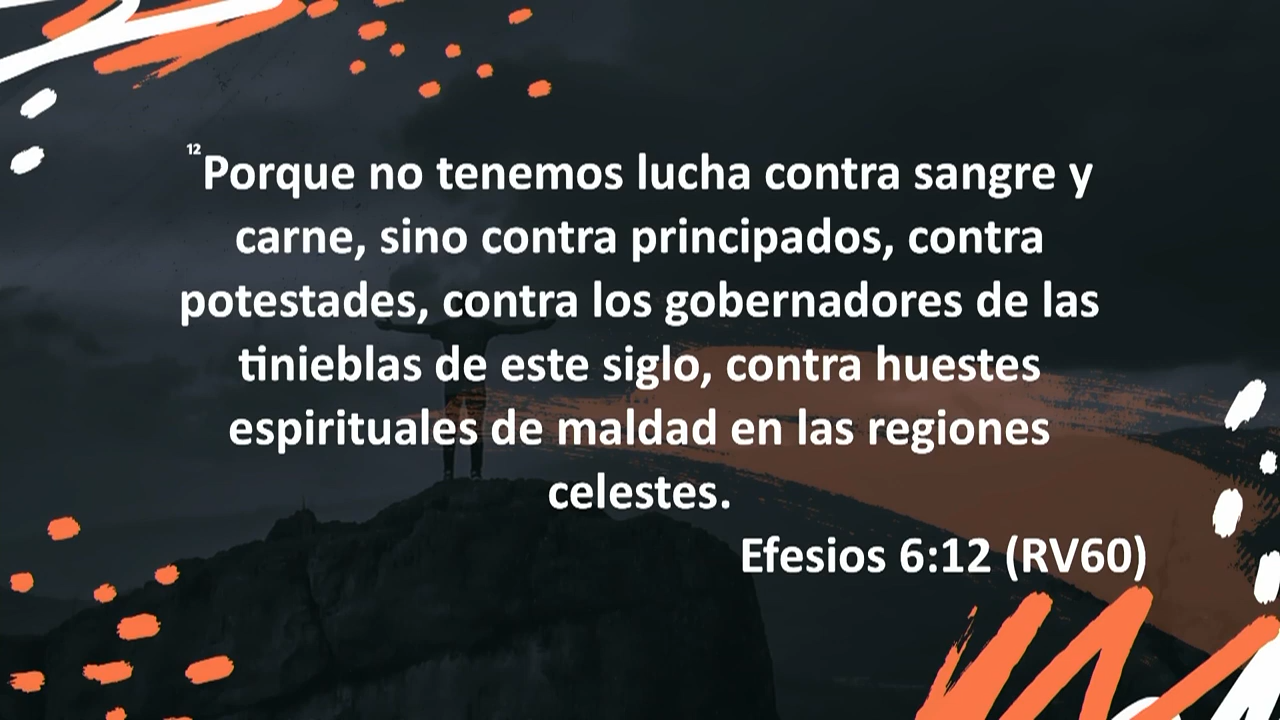 ¹²Porque no tenemos lucha contra sangre y
carne, sino contra principados, contra
potestades, contra los gobernadores de las
tinieblas de este siglo, contra huestes
espirituales de maldad en las regiones
celestes.
Efesios 6:12 (RV60)